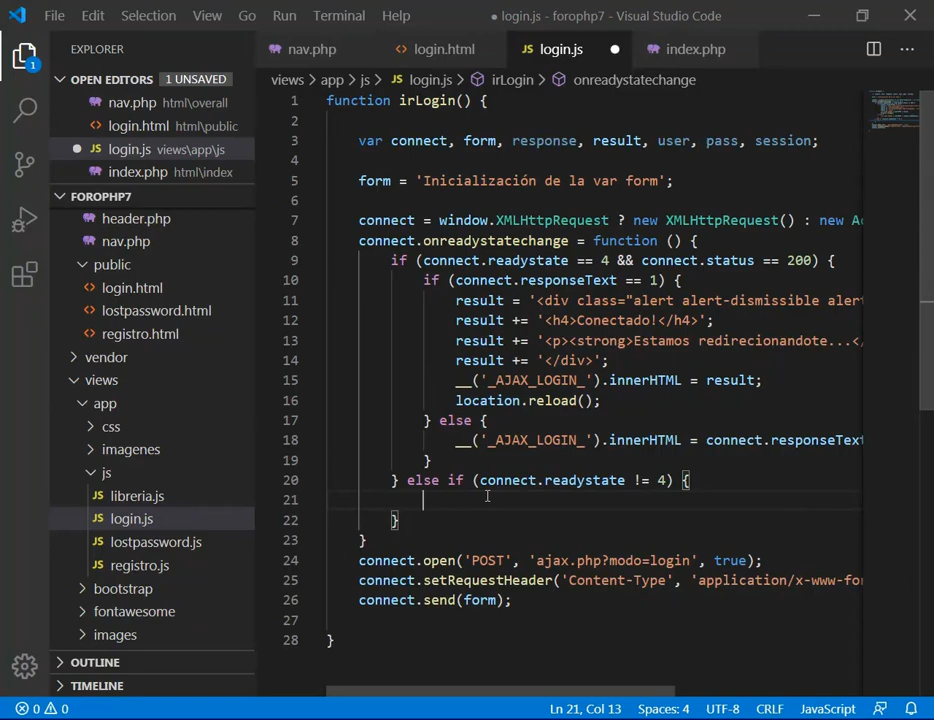 File Edit Selection View Go Run Terminal Help ● login.js - forophp7 - Visual Studio Code
EXPLORER
OPEN EDITORS 1 UNSAVED
nav.php html\overall
login.html html\public
login.js views\app\js
index.php html\index
FOROPHP7
header.php
nav.php
public
login.html
lostpassword.html
registro.html
vendor
views
app
css
imagenes
js
libreria.js
login.js
lostpassword.js
registro.js
bootstrap
fontawesome
images
OUTLINE
TIMELINE
1
nav.php login.html login.js index.php
views > app > js > login.js > irLogin > onreadystatechange
1 function irLogin() {
2
3 var connect, form, response, result, user, pass, session;
4
5 form = 'Inicialización de la var form';
6
7 connect = window.XMLHttpRequest ? new XMLHttpRequest() : new Ac
8 connect.onreadystatechange = function () {
9 if (connect.readystate == 4 && connect.status == 200) {
10 if (connect.responseText == 1) {
11 result = '<div class="alert alert-dismissible aler
12 result += '<h4>Conectado!</h4>';
13 result += '<p><strong>Estamos redirecionandote...</
14 result += '</div>';
15 __('_AJAX_LOGIN_').innerHTML = result;
16 location.reload();
17 } else {
18 __('_AJAX_LOGIN_').innerHTML = connect.responseText
19 }
20 } else if (connect.readystate != 4) {
21
22 }
23 }
24 connect.open('POST', 'ajax.php?modo=login', true);
25 connect.setRequestHeader('Content-Type', 'application/x-www-fo
26 connect.send(form);
27
28 }
0 0 Ln 21, Col 13 Spaces: 4 UTF-8 CRLF JavaScript